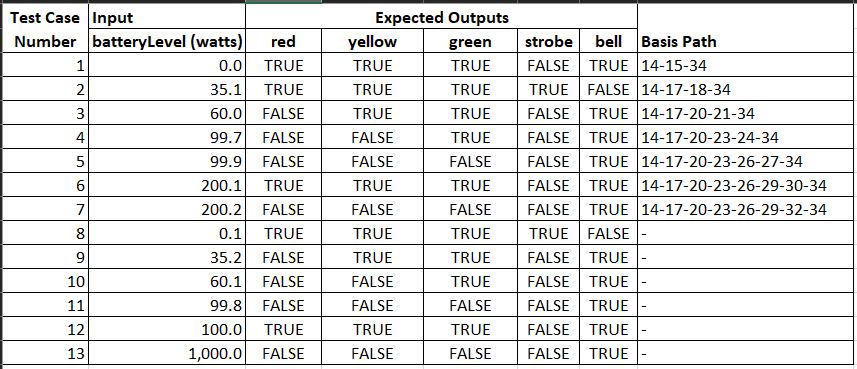 Test Case Input Expected Outputs
Number batteryLevel (watts) red yellow green strobe bell Basis Path
1 0.0 TRUE TRUE TRUE FALSE TRUE 14-15-34
2 35.1 TRUE TRUE TRUE TRUE FALSE 14-17-18-34
3 60.0 FALSE TRUE TRUE FALSE TRUE 14-17-20-21-34
4 99.7 FALSE FALSE TRUE FALSE TRUE 14-17-20-23-24-34
5 99.9 FALSE FALSE FALSE FALSE TRUE 14-17-20-23-26-27-34
6 200.1 TRUE TRUE TRUE FALSE TRUE 14-17-20-23-26-29-30-34
7 200.2 FALSE FALSE FALSE FALSE TRUE 14-17-20-23-26-29-32-34
8 0.1 TRUE TRUE TRUE TRUE FALSE -
9 35.2 FALSE TRUE TRUE FALSE TRUE -
10 60.1 FALSE FALSE TRUE FALSE TRUE -
11 99.8 FALSE FALSE FALSE FALSE TRUE -
12 100.0 TRUE TRUE TRUE FALSE TRUE -
13 1,000.0 FALSE FALSE FALSE FALSE TRUE -